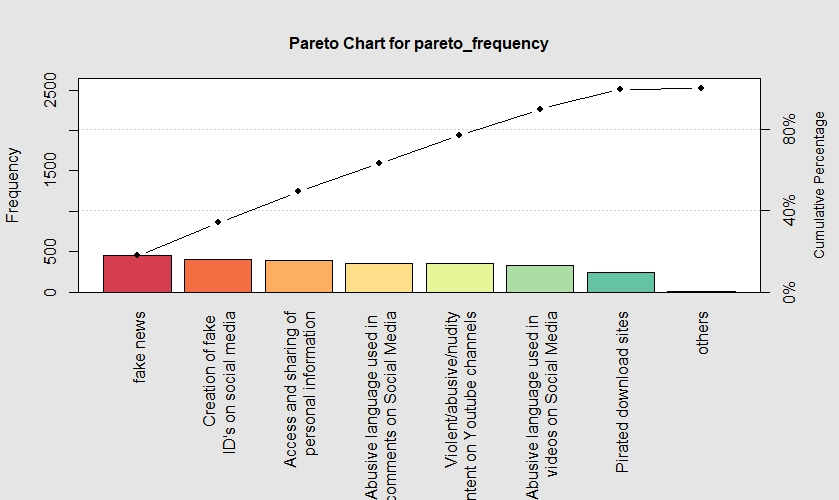 Pareto Chart for pareto_frequency
Frequency
2500
1500
500
0
Cumulative Percentage
80%
40%
0%
fake news
Creation of fake
ID's on social media
Access and sharing of
personal information
Abusive language used in
comments on Social Media
Violent/abusive/nudity
on Youtube channels
Abusive language used in
videos on Social Media
Pirated download sites
others